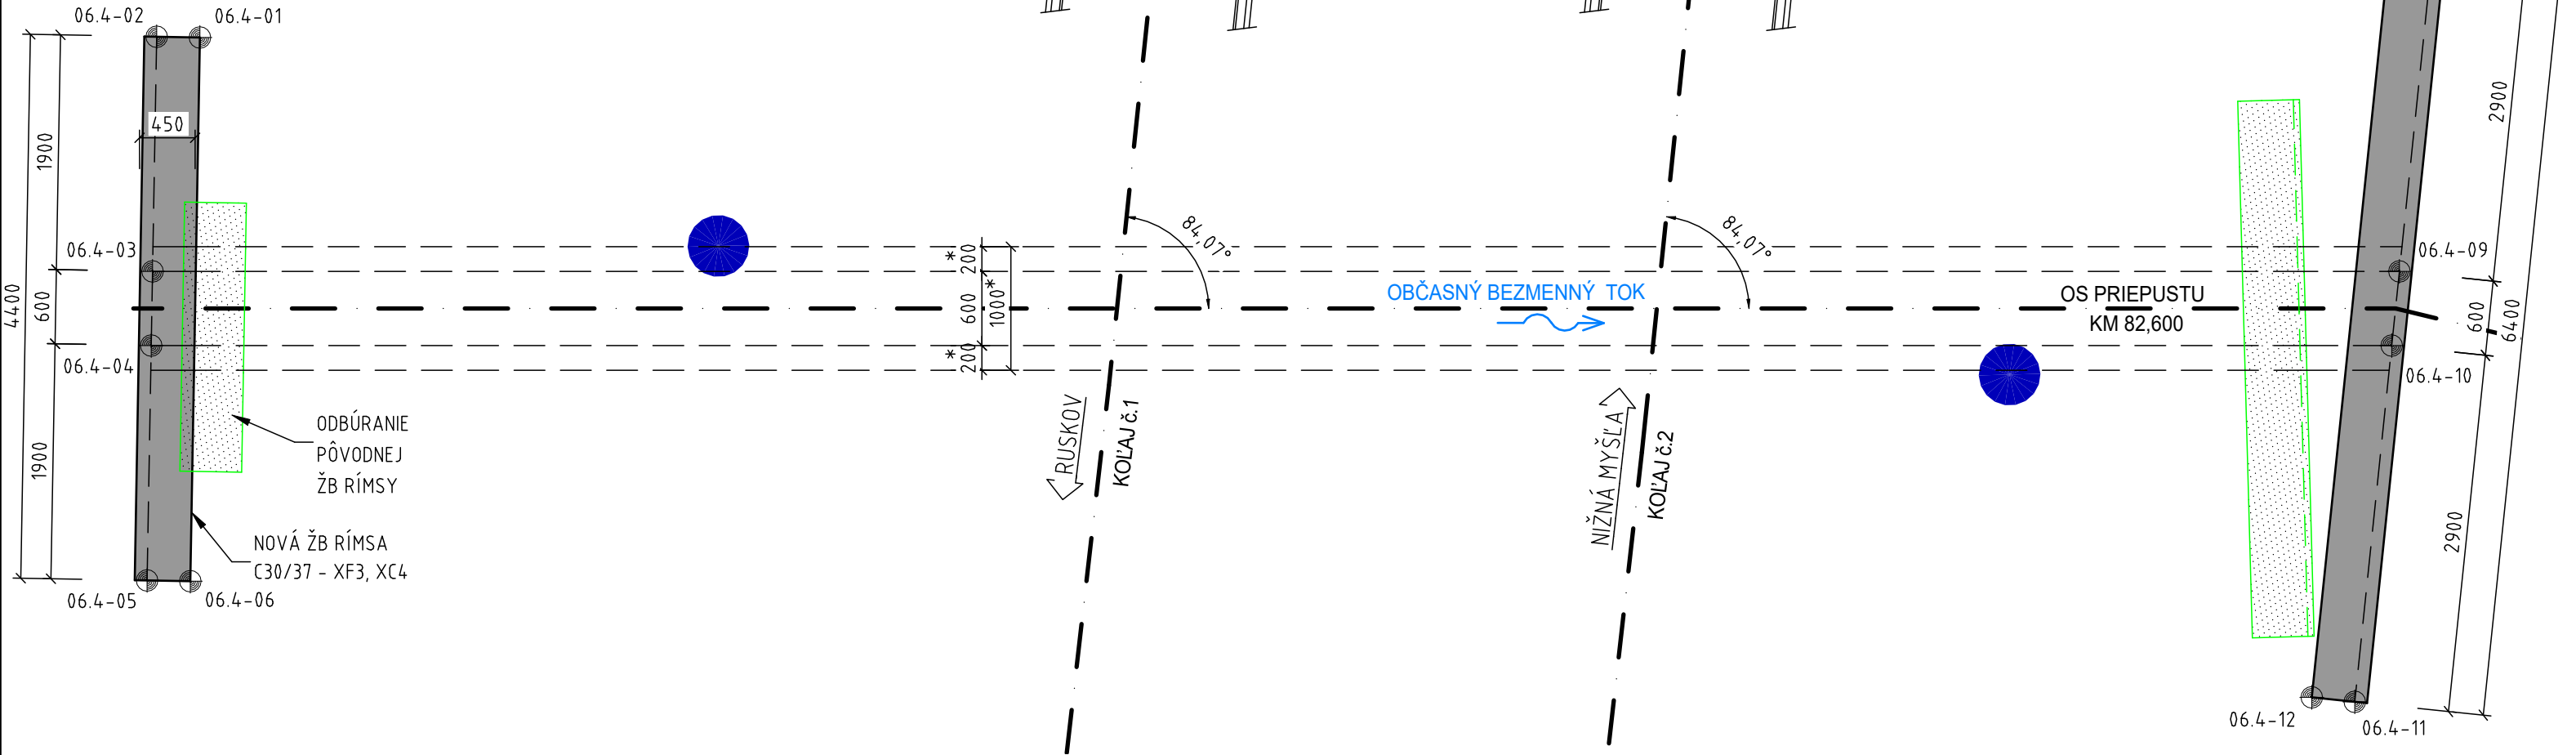 06.4-02
06.4-01
450
1900
600
1900
4400
06.4-03
06.4-04
06.4-05
06.4-06
ODBÚRANIE
PÔVODNEJ
ŽB RÍMSY
NOVÁ ŽB RÍMSA
C30/37 - XF3, XC4
*
200
600
1000*
*
200
84,07°
84,07°
RUSKOV
KOĽAJ č.1
NIŽNÁ MYŠĽA
KOĽAJ č.2
OBČASNÝ BEZMENNÝ TOK
OS PRIEPUSTU
KM 82,600
06.4-09
06.4-10
2900
600
6400
2900
06.4-12
06.4-11